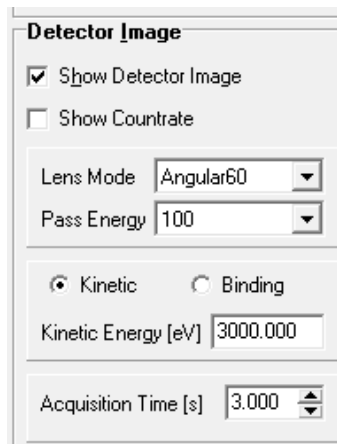 Detector Image
Show Detector Image
Show Countrate
Lens Mode Angular60
Pass Energy 100
Kinetic Binding
Kinetic Energy [eV] 3000.000
Acquisition Time [s] 3.000